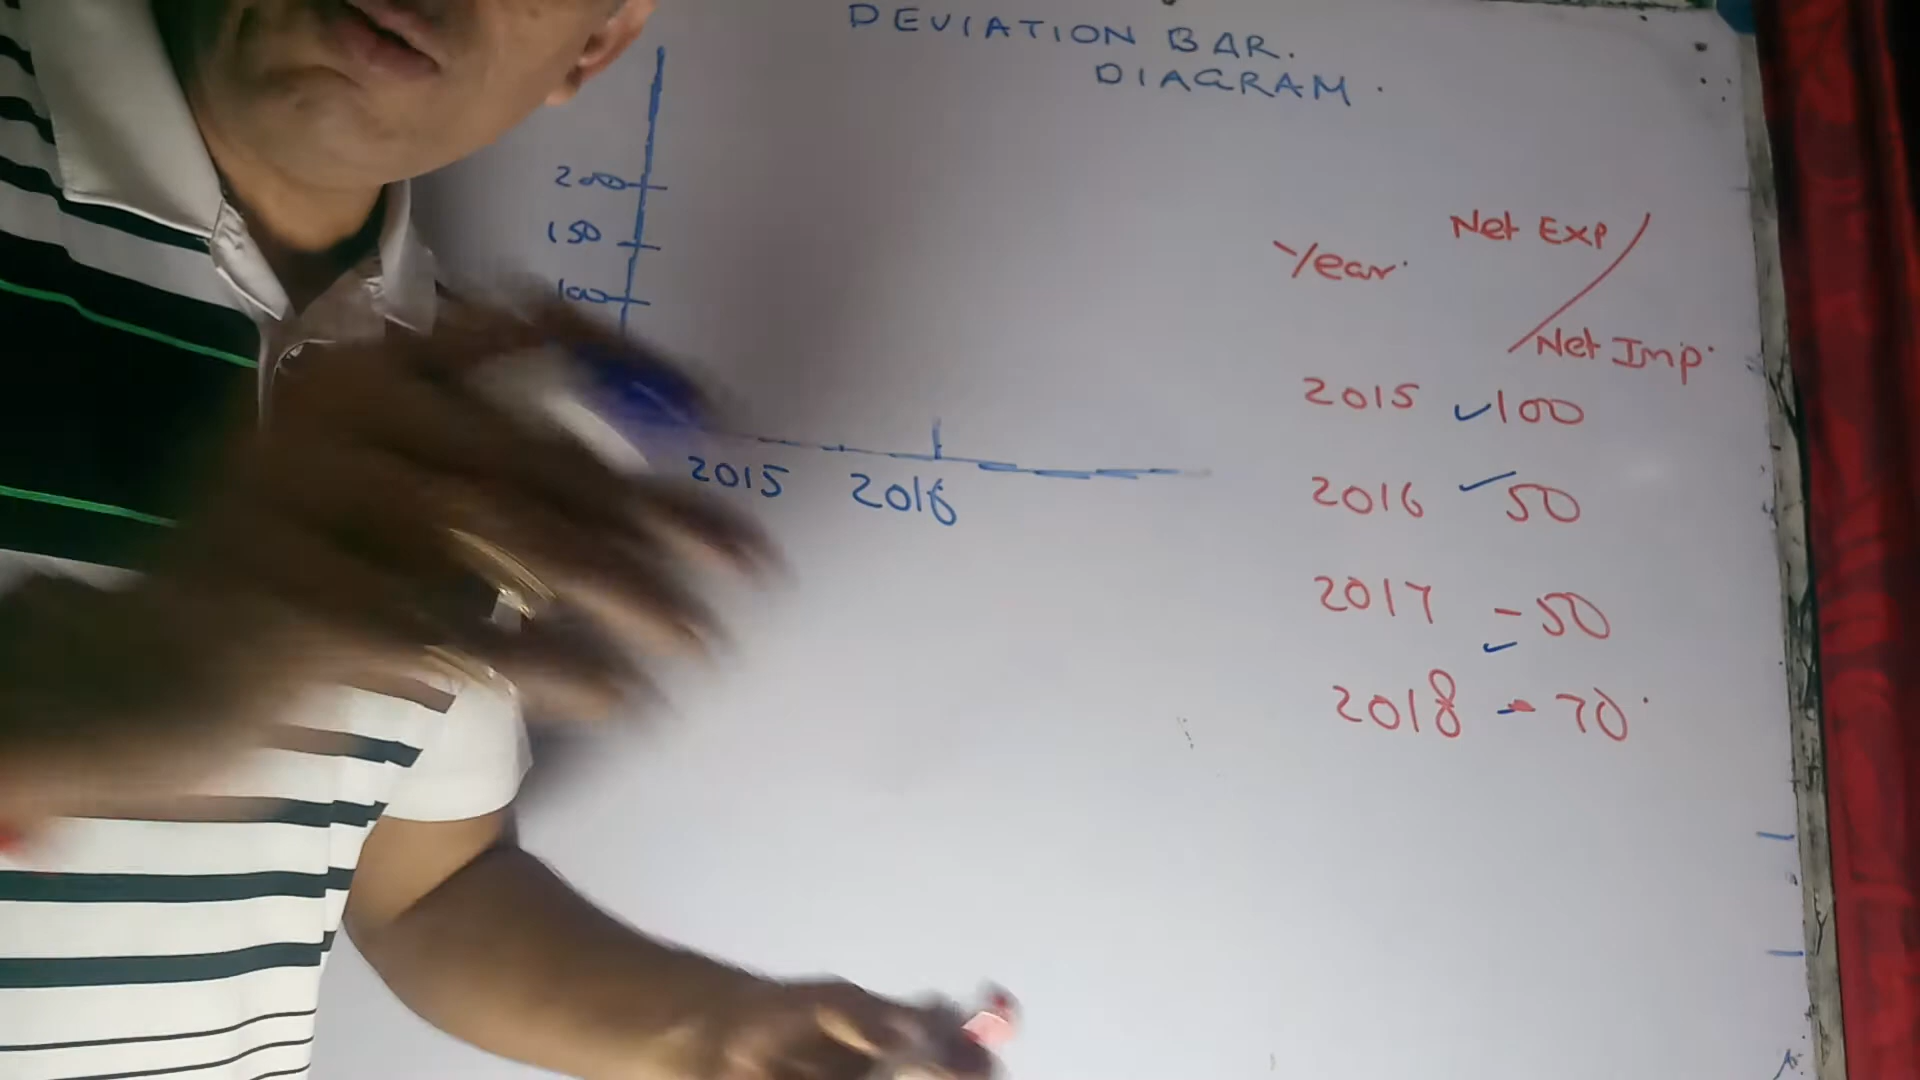 DEVIATION BAR.
DIAGRAM.
200
150
100
2015 2016
Year. Net Exp /
Net Imp.
2015 ✓100
2016 ✓50
2017 -50
2018 -70